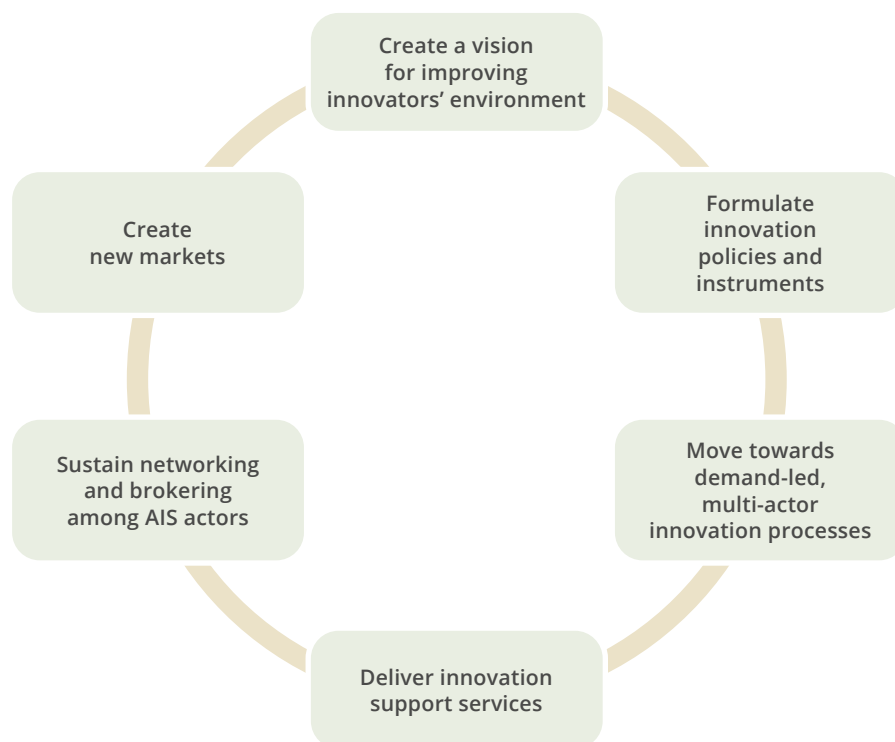 Create a vision
for improving
innovators’ environment
Formulate
innovation
policies and
instruments
Move towards
demand-led,
multi-actor
innovation processes
Deliver innovation
support services
Sustain networking
and brokering
among AIS actors
Create
new markets